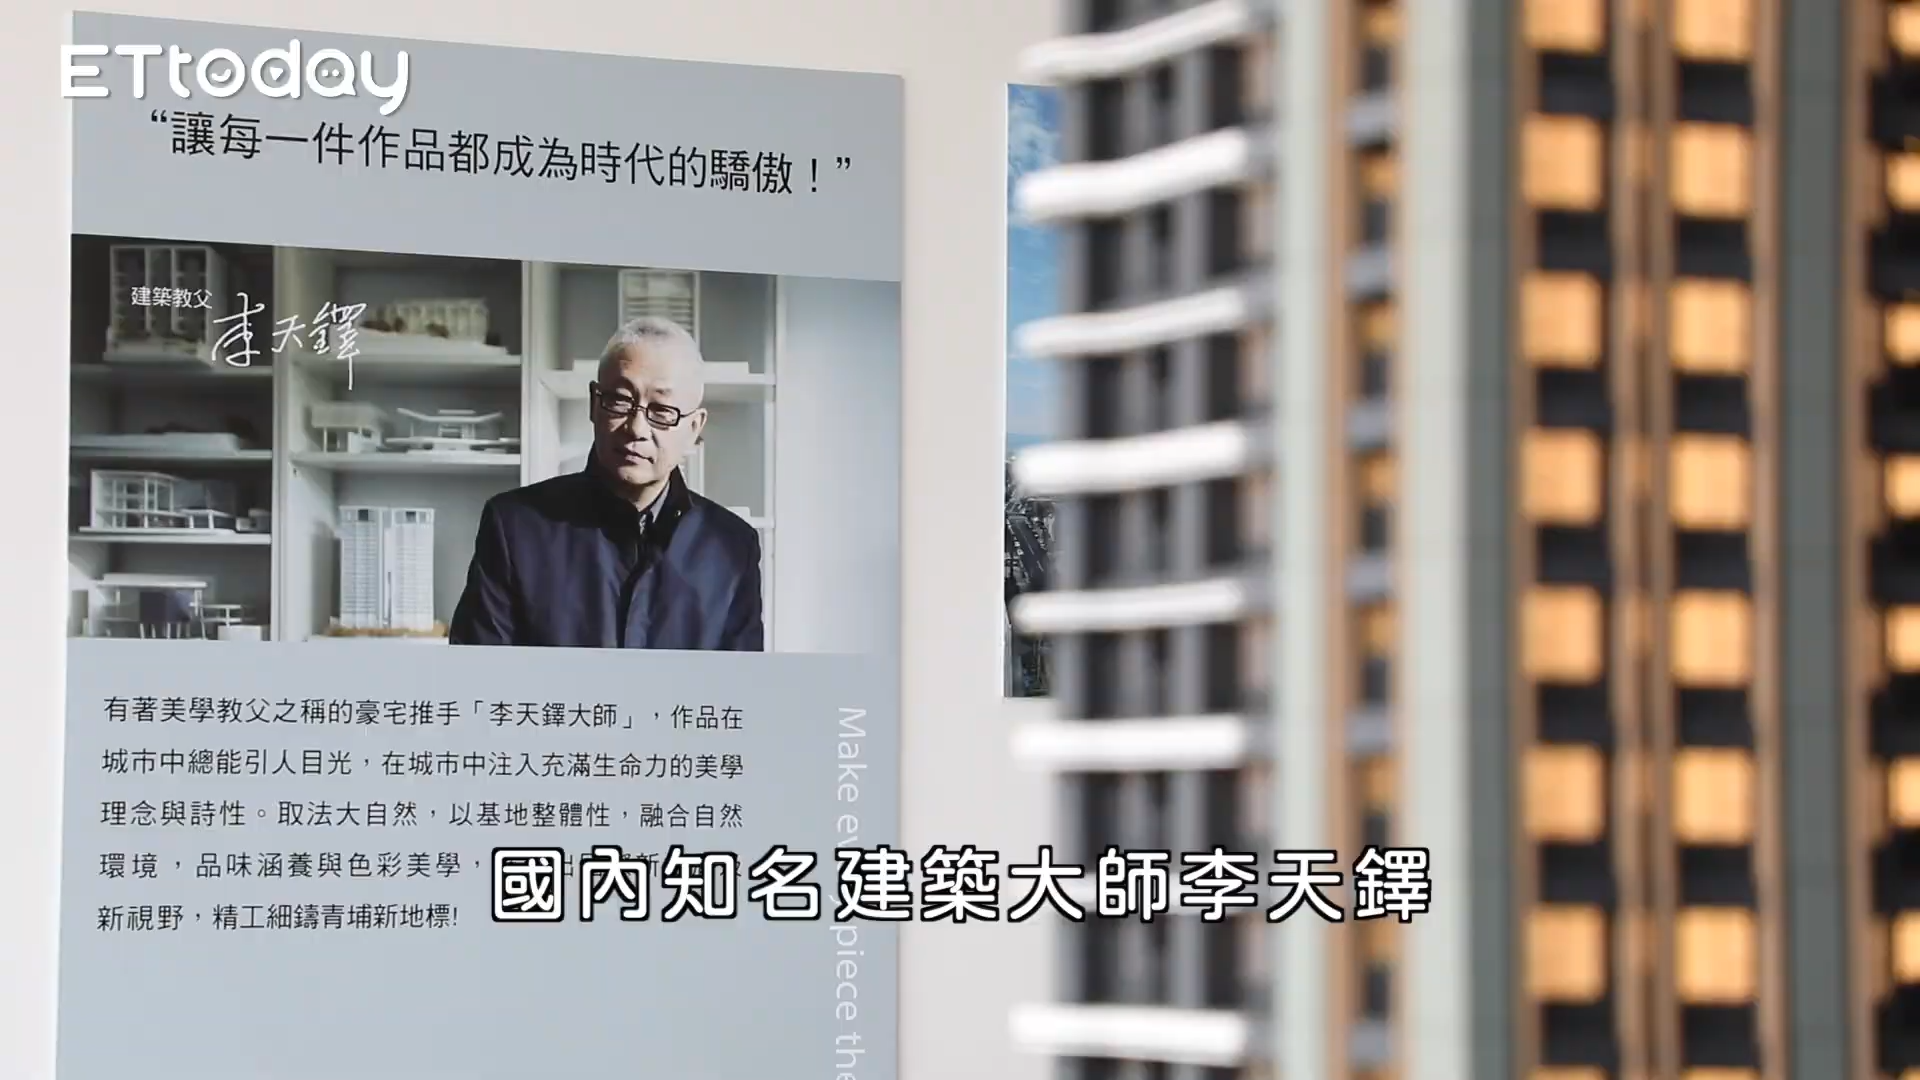 ETtoday
“讓每一件作品都成為時代的驕傲！”
建築教父
李天鐸
有著美學教父之稱的豪宅推手「李天鐸大師」，作品在
城市中總能引人目光，在城市中注入充滿生命力的美學
理念與詩性。取法大自然，以基地整體性，融合自然
環境，品味涵養與色彩美學，
新視野，精工細鑄青埔新地標!
Make every piece the
國內知名建築大師李天鐸